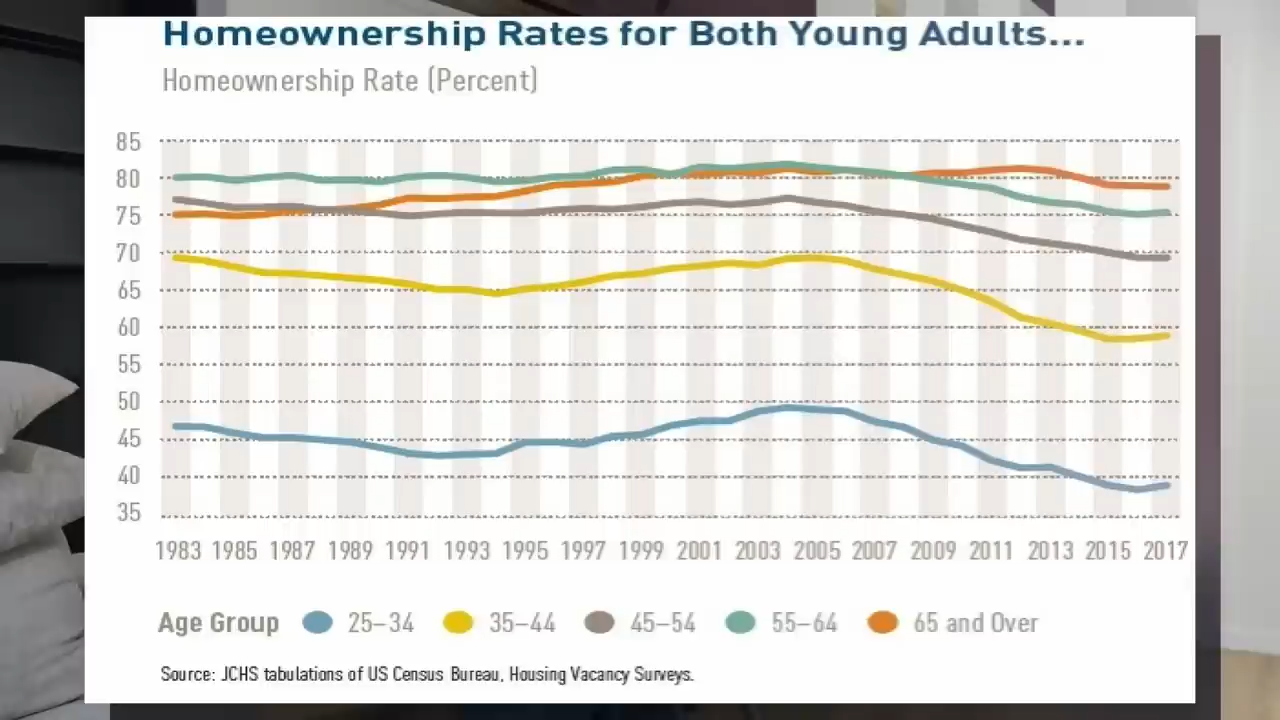 Homeownership Rates for Both Young Adults...
Homeownership Rate (Percent)
85
80
75
70
65
60
55
50
45
40
35
1983 1985 1987 1989 1991 1993 1995 1997 1999 2001 2003 2005 2007 2009 2011 2013 2015 2017
Age Group 25–34 35–44 45–54 55–64 65 and Over
Source: JCHS tabulations of US Census Bureau, Housing Vacancy Surveys.